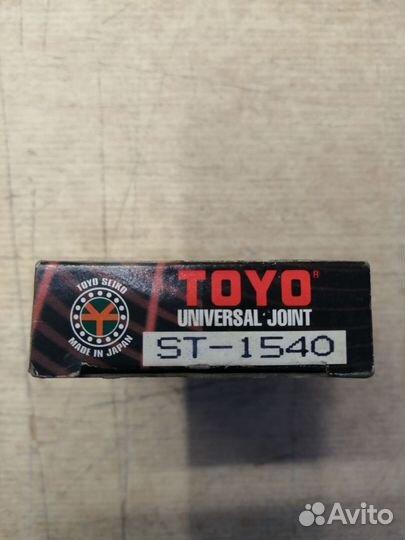 TOYO SEIKO
MADE IN JAPAN
TOYO®
UNIVERSAL JOINT
ST-1540
Avito